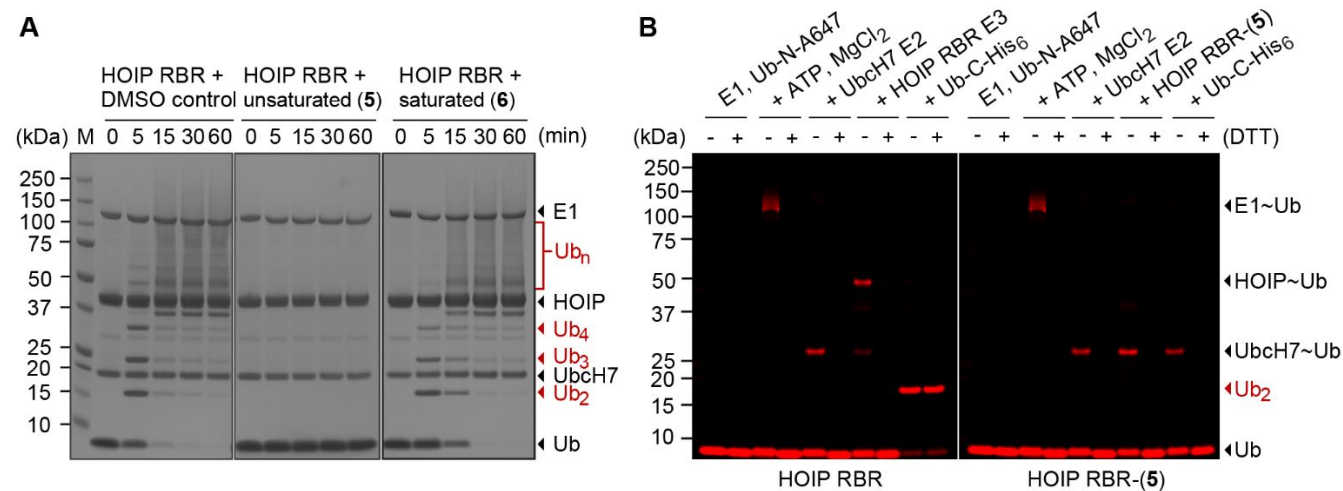 A
HOIP RBR +
DMSO control
HOIP RBR +
unsaturated (5)
HOIP RBR +
saturated (6)
(kDa) M 0 5 15 30 60 0 5 15 30 60 0 5 15 30 60 (min)
250
150
100
75
50
37
25
20
15
10
E1
Ubn
HOIP
Ub4
Ub3
UbcH7
Ub2
Ub
B
E1, Ub-N-A647
+ ATP, MgCl2
+ UbcH7 E2
+ HOIP RBR E3
+ Ub-C-His6
E1, Ub-N-A647
+ ATP, MgCl2
+ UbcH7 E2
+ HOIP RBR-(5)
+ Ub-C-His6
(kDa) - + - + - + - + - + - + - + - + - + - + (DTT)
250
150
100
75
50
37
25
20
15
10
E1~Ub
HOIP~Ub
UbcH7~Ub
Ub2
Ub
HOIP RBR
HOIP RBR-(5)